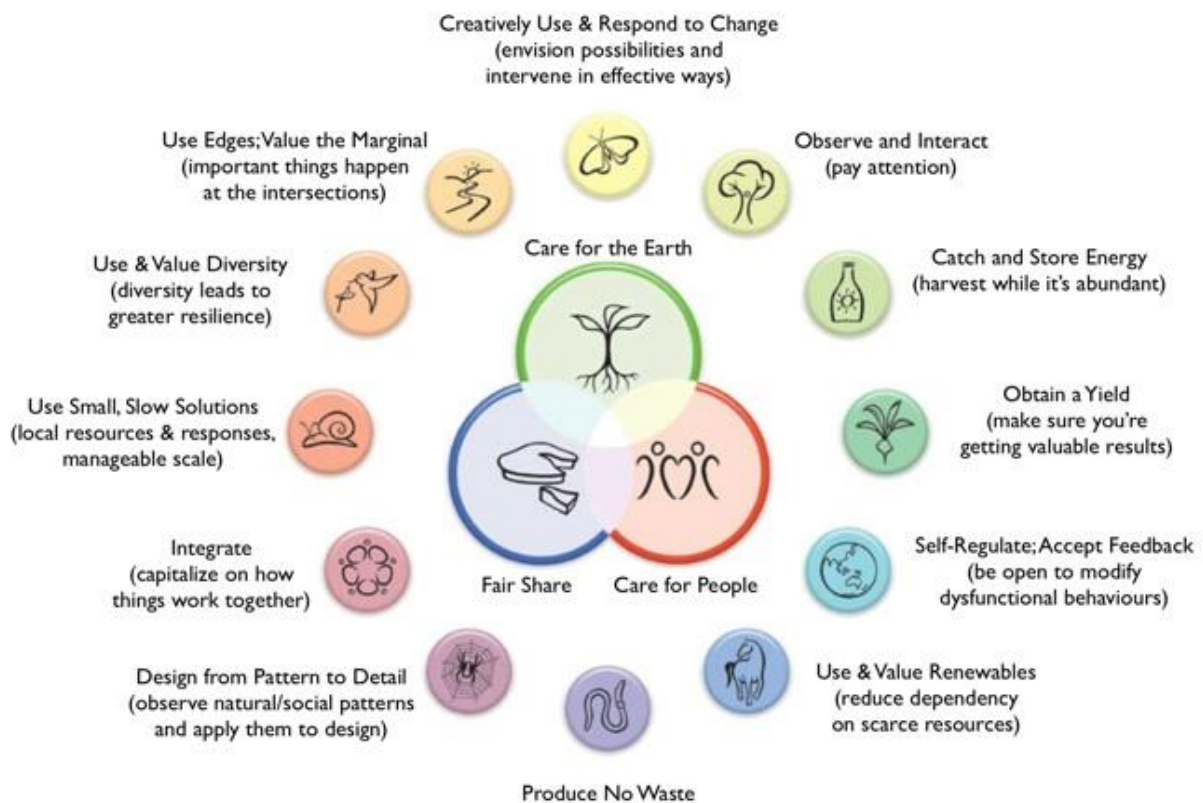 Creatively Use & Respond to Change
(envision possibilities and
intervene in effective ways)
Observe and Interact
(pay attention)
Catch and Store Energy
(harvest while it's abundant)
Obtain a Yield
(make sure you're
getting valuable results)
Self-Regulate; Accept Feedback
(be open to modify
dysfunctional behaviours)
Use & Value Renewables
(reduce dependency
on scarce resources)
Produce No Waste
Design from Pattern to Detail
(observe natural/social patterns
and apply them to design)
Integrate
(capitalize on how
things work together)
Use Small, Slow Solutions
(local resources & responses,
manageable scale)
Use & Value Diversity
(diversity leads to
greater resilience)
Use Edges; Value the Marginal
(important things happen
at the intersections)
Care for the Earth
Fair Share
Care for People